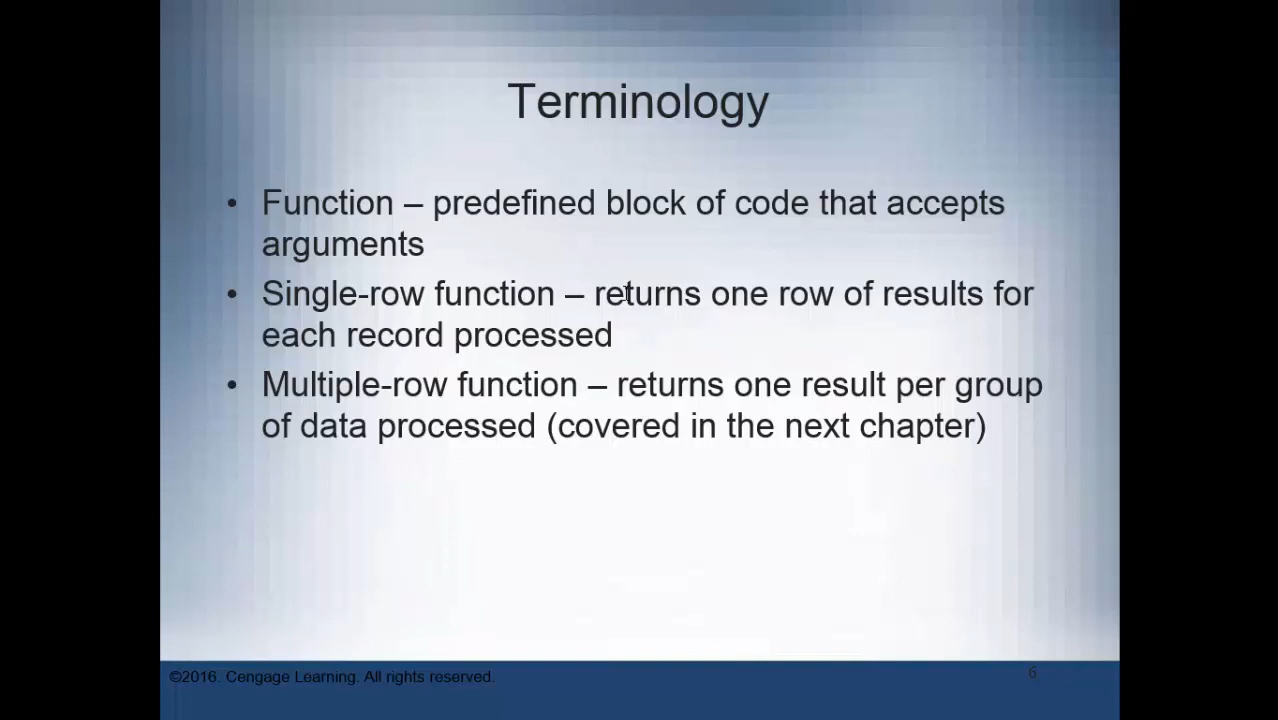 Terminology
• Function – predefined block of code that accepts
arguments
• Single-row function – returns one row of results for
each record processed
• Multiple-row function – returns one result per group
of data processed (covered in the next chapter)
©2016. Cengage Learning. All rights reserved.
6